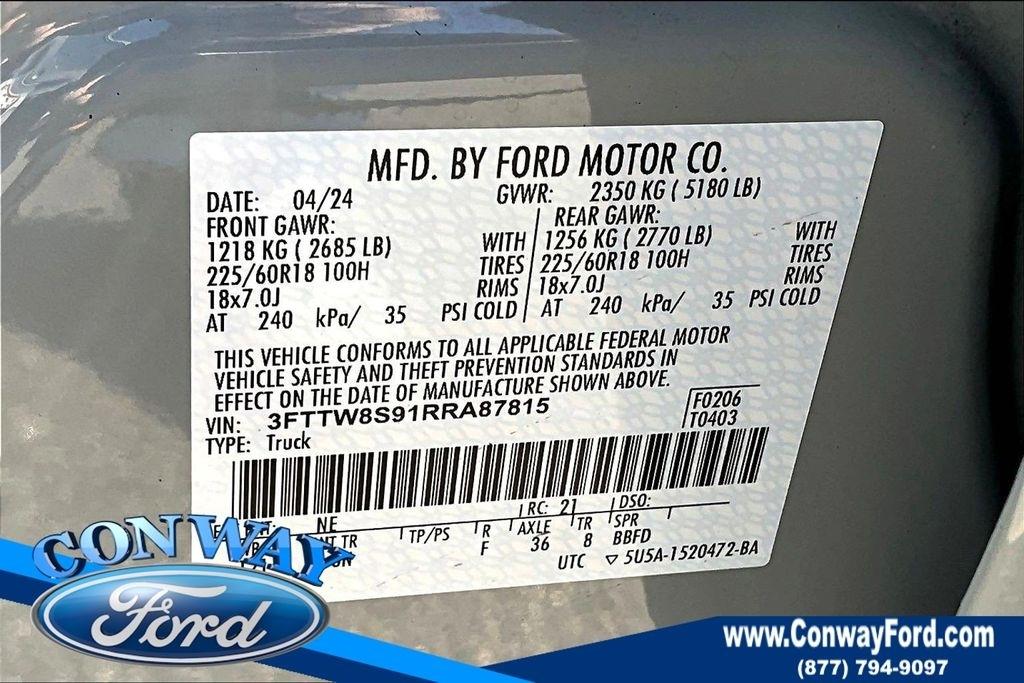 MFD. BY FORD MOTOR CO.
DATE: 04/24 GVWR: 2350 KG ( 5180 LB)
FRONT GAWR: REAR GAWR:
1218 KG ( 2685 LB) WITH 1256 KG ( 2770 LB) WITH
225/60R18 100H TIRES 225/60R18 100H TIRES
18x7.0J RIMS 18x7.0J RIMS
AT 240 kPa/ 35 PSI COLD AT 240 kPa/ 35 PSI COLD
THIS VEHICLE CONFORMS TO ALL APPLICABLE FEDERAL MOTOR
VEHICLE SAFETY AND THEFT PREVENTION STANDARDS IN
EFFECT ON THE DATE OF MANUFACTURE SHOWN ABOVE.
VIN: 3FTTW8S91RRA87815 F0206
TYPE: Truck T0403
NE RC: 21 DSO:
INT TR TP/PS R AXLE TR SPR
F 36 8 BBFD
UTC ▽ 5U5A-1520472-BA
CONWAY
Ford
www.ConwayFord.com
(877) 794-9097